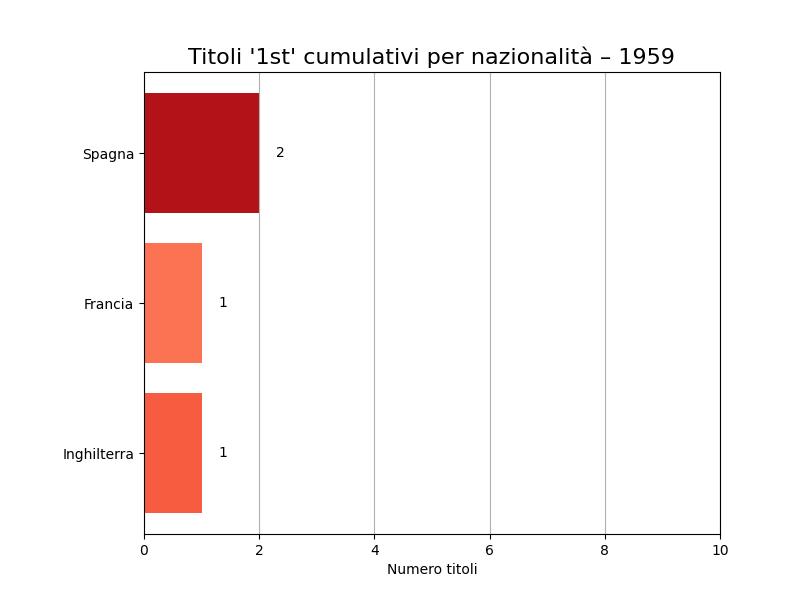 Titoli '1st' cumulativi per nazionalità – 1959
Spagna
2
Francia
1
Inghilterra
1
0 2 4 6 8 10
Numero titoli